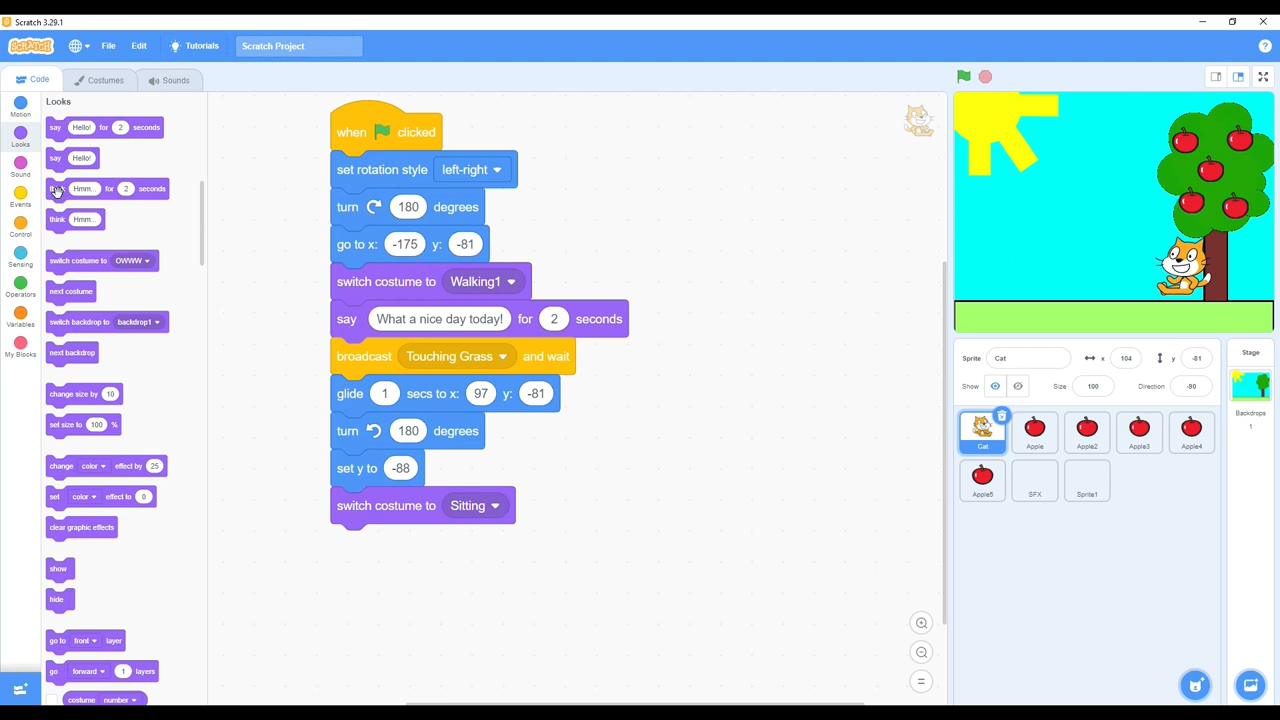 Scratch 3.29.1
SCRATCH File Edit Tutorials Scratch Project
Code Costumes Sounds
Motion
Looks
Sound
Events
Control
Sensing
Operators
Variables
My Blocks
Looks
say Hello! for 2 seconds
say Hello!
Hmm... for 2 seconds
think Hmm...
switch costume to OWWW
next costume
switch backdrop to backdrop1
next backdrop
change size by 10
set size to 100 %
change color effect by 25
set color effect to 0
clear graphic effects
show
hide
go to front layer
go forward 1 layers
costume number
when clicked
set rotation style left-right
turn 180 degrees
go to x: -175 y: -81
switch costume to Walking1
say What a nice day today! for 2 seconds
broadcast Touching Grass and wait
glide 1 secs to x: 97 y: -81
turn 180 degrees
set y to -88
switch costume to Sitting
Sprite Cat x 104 y -81
Show Size 100 Direction -90
Cat Apple Apple2 Apple3 Apple4
Apple5 SFX Sprite1
Stage
Backdrops
1